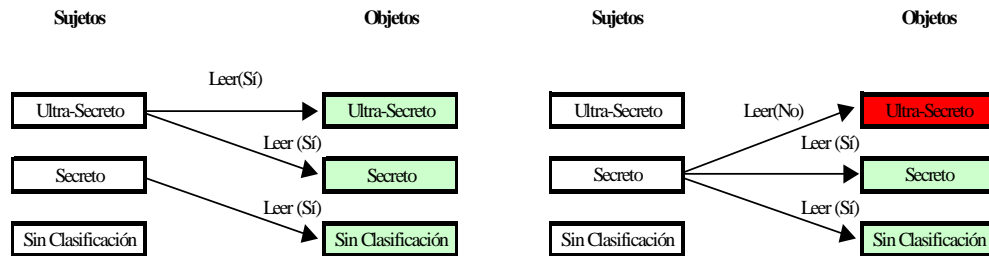 Sujetos
Objetos
Leer(Sí)
Ultra-Secreto
Ultra-Secreto
Leer (Sí)
Secreto
Secreto
Leer (Sí)
Sin Clasificación
Sin Clasificación
Sujetos
Objetos
Ultra-Secreto
Leer(No)
Ultra-Secreto
Leer (Sí)
Secreto
Secreto
Leer (Sí)
Sin Clasificación
Sin Clasificación